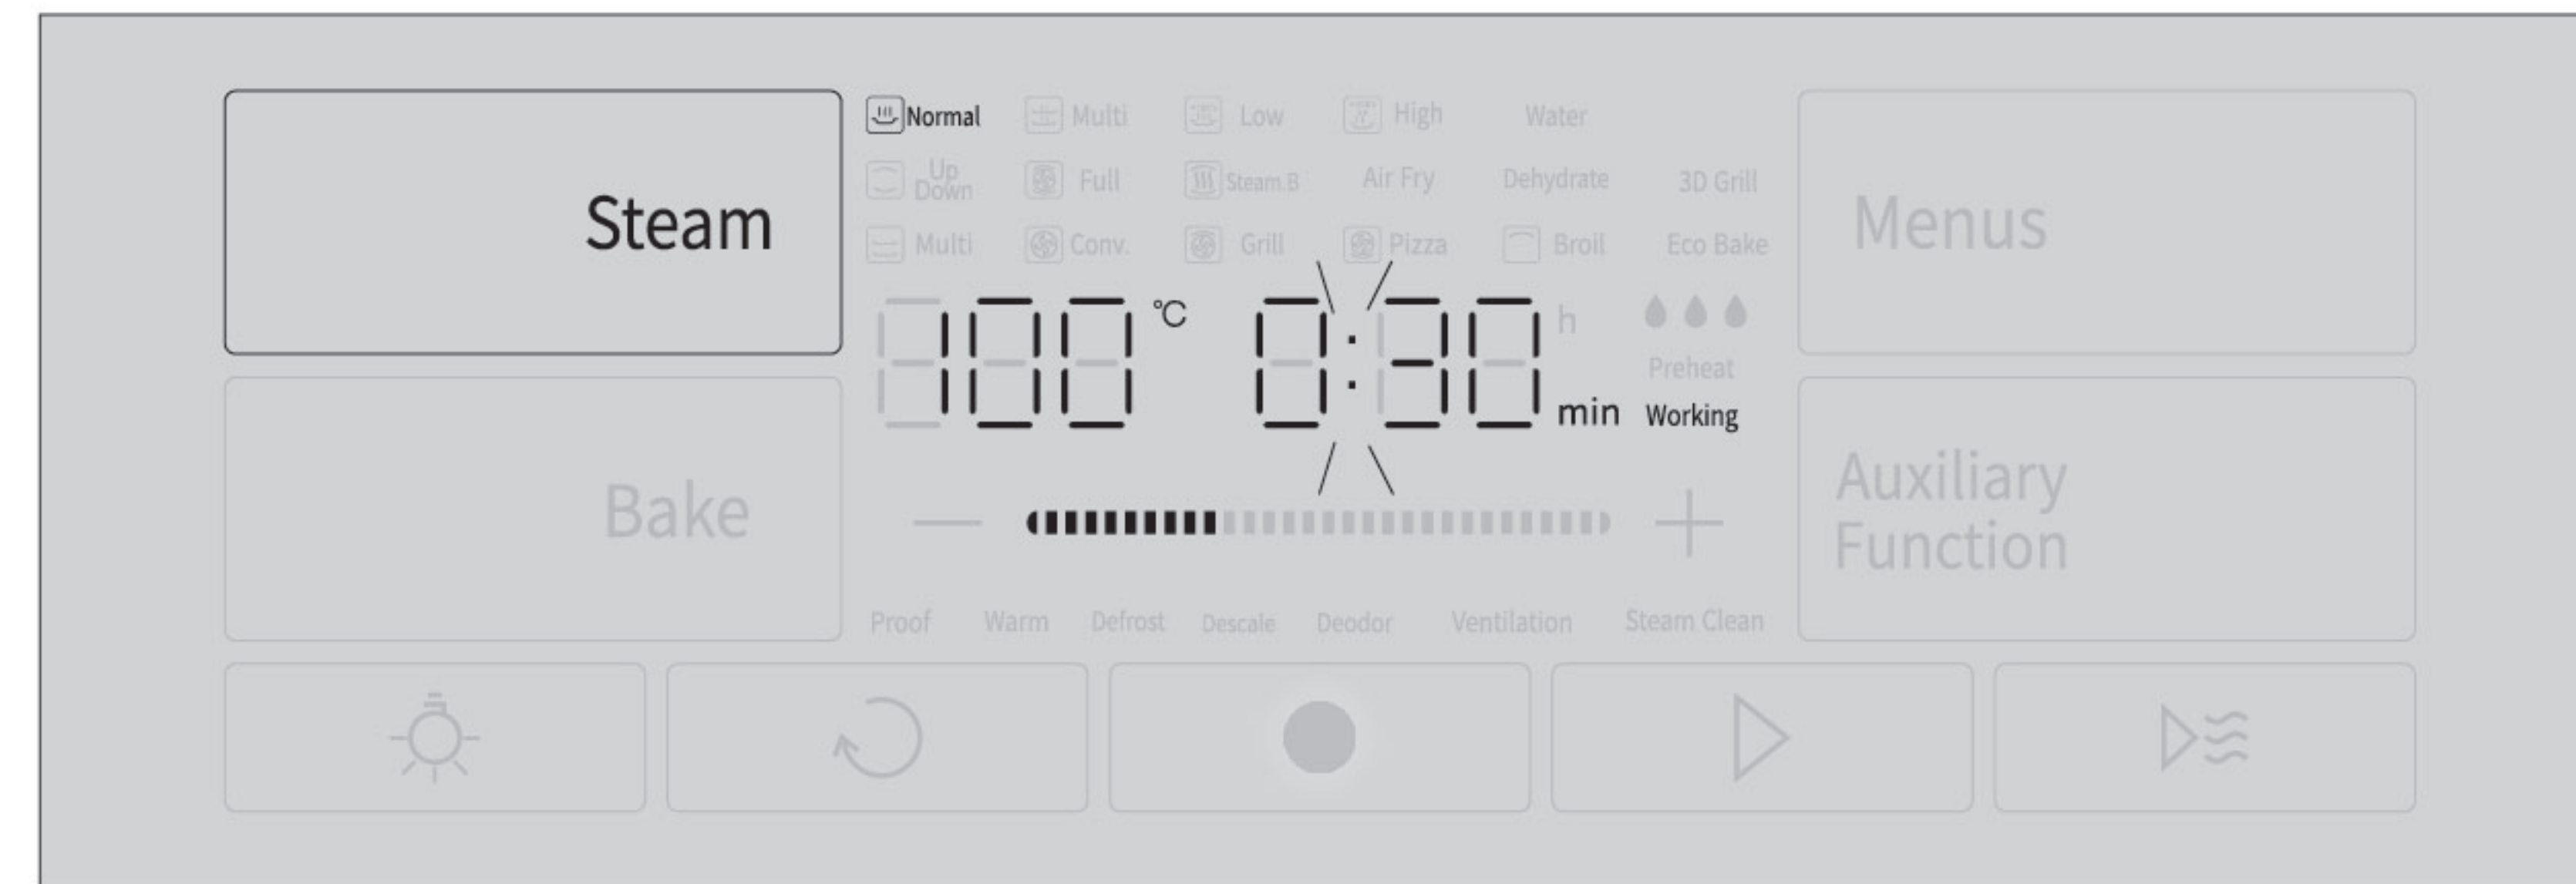 Steam
Normal Multi Low High Water
Up Down Full Steam.B Air Fry Dehydrate 3D Grill
Multi Conv. Grill Pizza Broil Eco Bake
100 °C 0:30 h min
Preheat
Working
Menus
Bake
— +
Auxiliary
Function
Proof Warm Defrost Descale Deodor Ventilation Steam Clean